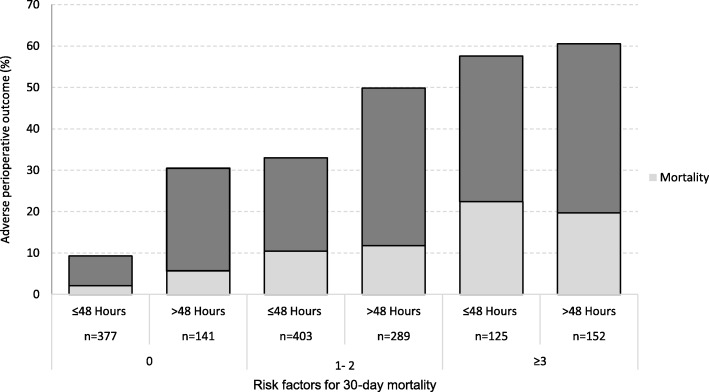 Adverse perioperative outcome (%)
70
60
50
40
30
20
10
0
≤48 Hours >48 Hours ≤48 Hours >48 Hours ≤48 Hours >48 Hours
n=377 n=141 n=403 n=289 n=125 n=152
0 1- 2 ≥3
Risk factors for 30-day mortality
Mortality